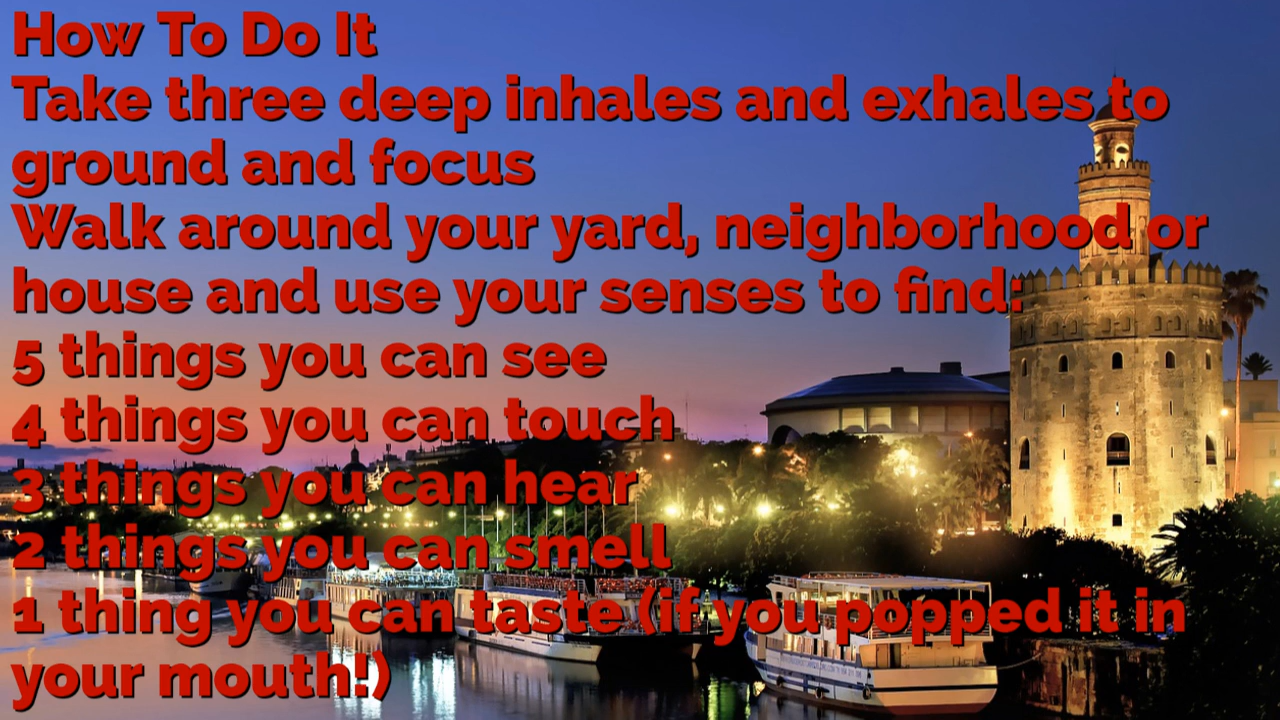 How To Do It
Take three deep inhales and exhales to
ground and focus
Walk around your yard, neighborhood or
house and use your senses to find:
5 things you can see
4 things you can touch
3 things you can hear
2 things you can smell
1 thing you can taste (if you popped it in
your mouth!)